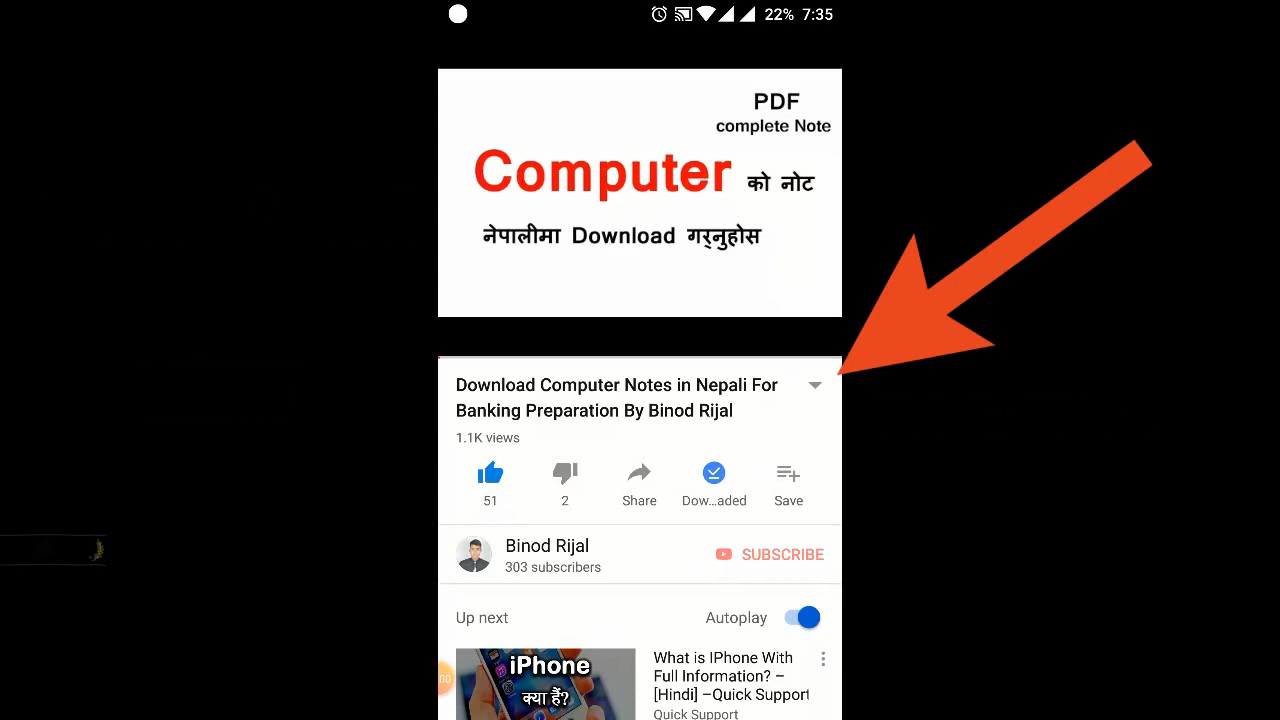 22% 7:35
PDF
complete Note
Computer को नोट
नेपालीमा Download गर्नुहोस
Download Computer Notes in Nepali For
Banking Preparation By Binod Rijal
1.1K views
51
2
Share
Dow...aded
Save
Binod Rijal
303 subscribers
SUBSCRIBE
Up next
Autoplay
iPhone
क्या हैं?
What is IPhone With
Full Information? –
[Hindi] –Quick Support
Quick Support
00